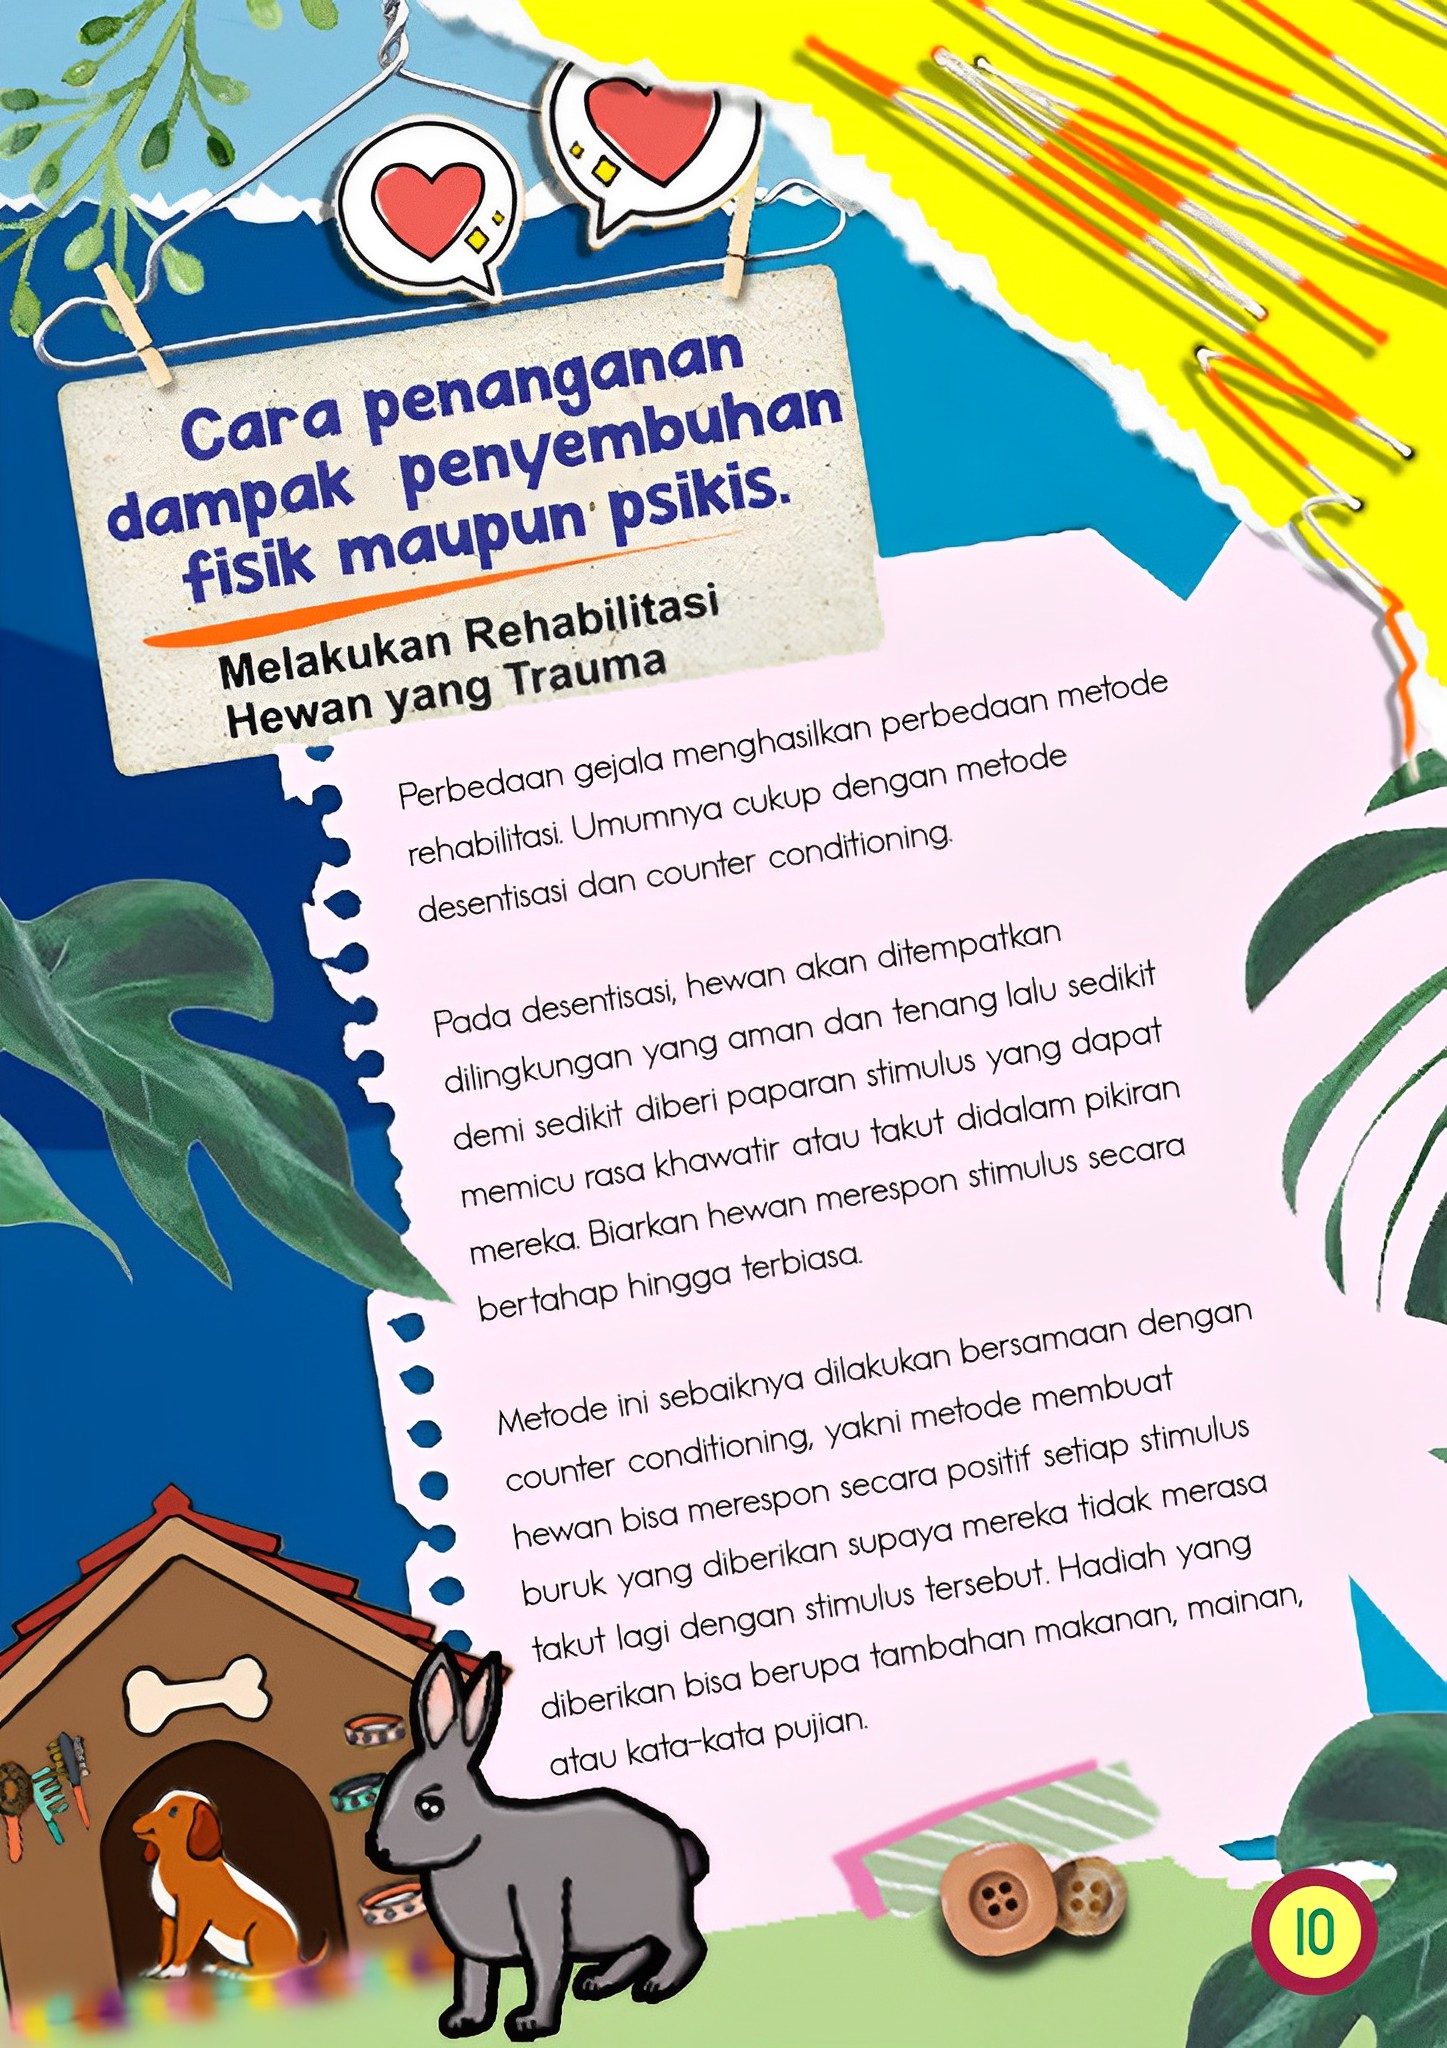 Cara penanganan
dampak penyembuhan
fisik maupun psikis.
Melakukan Rehabilitasi
Hewan yang Trauma
Perbedaan gejala menghasilkan perbedaan metode
rehabilitasi. Umumnya cukup dengan metode
desentisasi dan counter conditioning.
Pada desentisasi, hewan akan ditempatkan
dilingkungan yang aman dan tenang lalu sedikit
demi sedikit diberi paparan stimulus yang dapat
memicu rasa khawatir atau takut didalam pikiran
mereka. Biarkan hewan merespon stimulus secara
bertahap hingga terbiasa.
Metode ini sebaiknya dilakukan bersamaan dengan
counter conditioning, yakni metode membuat
hewan bisa merespon secara positif setiap stimulus
buruk yang diberikan supaya mereka tidak merasa
takut lagi dengan stimulus tersebut. Hadiah yang
diberikan bisa berupa tambahan makanan, mainan,
atau kata-kata pujian.
10